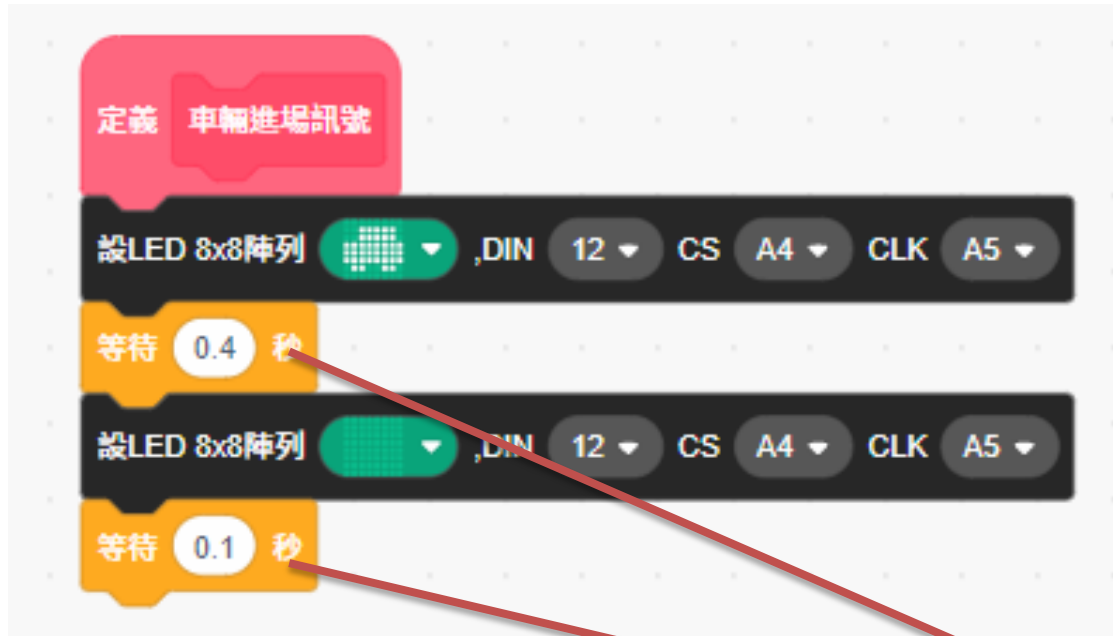 定義 車輛進場訊號
設LED 8x8陣列 ,DIN 12 CS A4 CLK A5
等待 0.4 秒
設LED 8x8陣列 ,DIN 12 CS A4 CLK A5
等待 0.1 秒